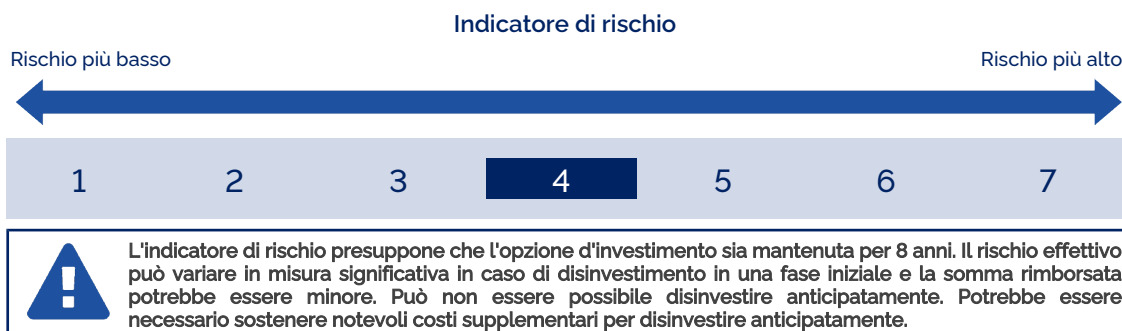 Indicatore di rischio
Rischio più basso Rischio più alto
1 2 3 4 5 6 7
L'indicatore di rischio presuppone che l'opzione d'investimento sia mantenuta per 8 anni. Il rischio effettivo
può variare in misura significativa in caso di disinvestimento in una fase iniziale e la somma rimborsata
potrebbe essere minore. Può non essere possibile disinvestire anticipatamente. Potrebbe essere
necessario sostenere notevoli costi supplementari per disinvestire anticipatamente.